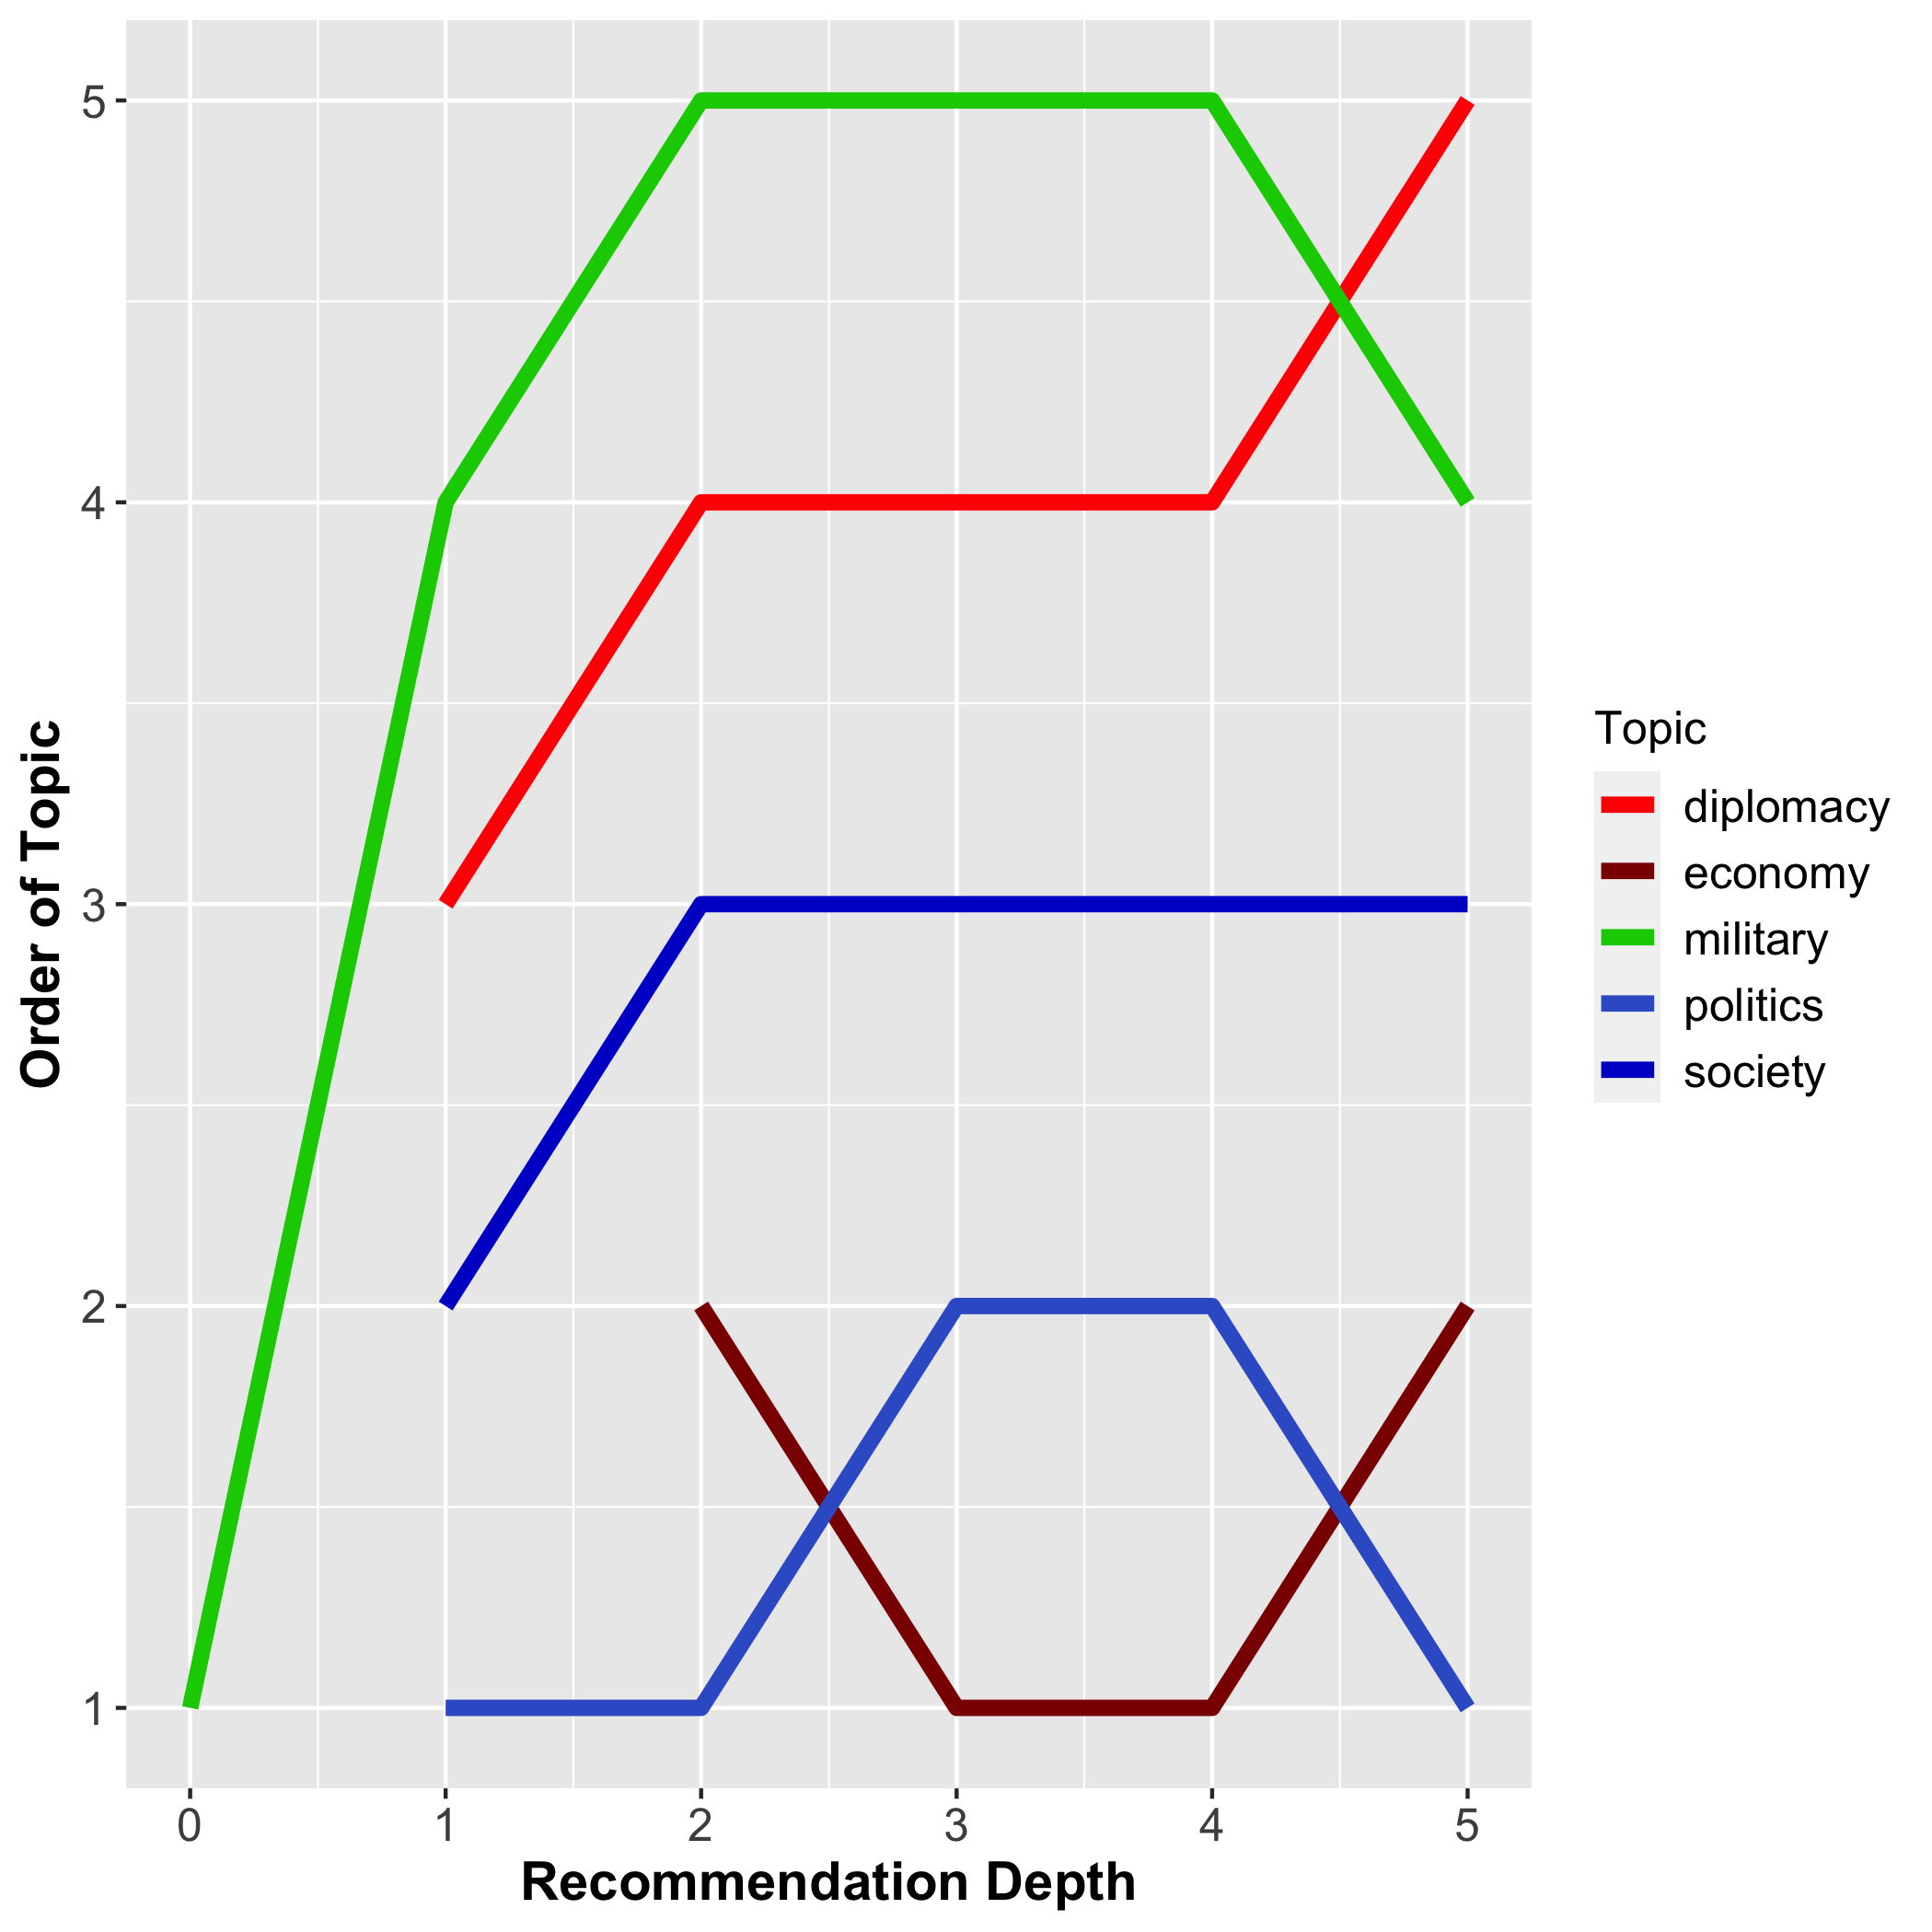 Order of Topic
5
4
3
2
1
0 1 2 3 4 5
Recommendation Depth
Topic
diplomacy
economy
military
politics
society